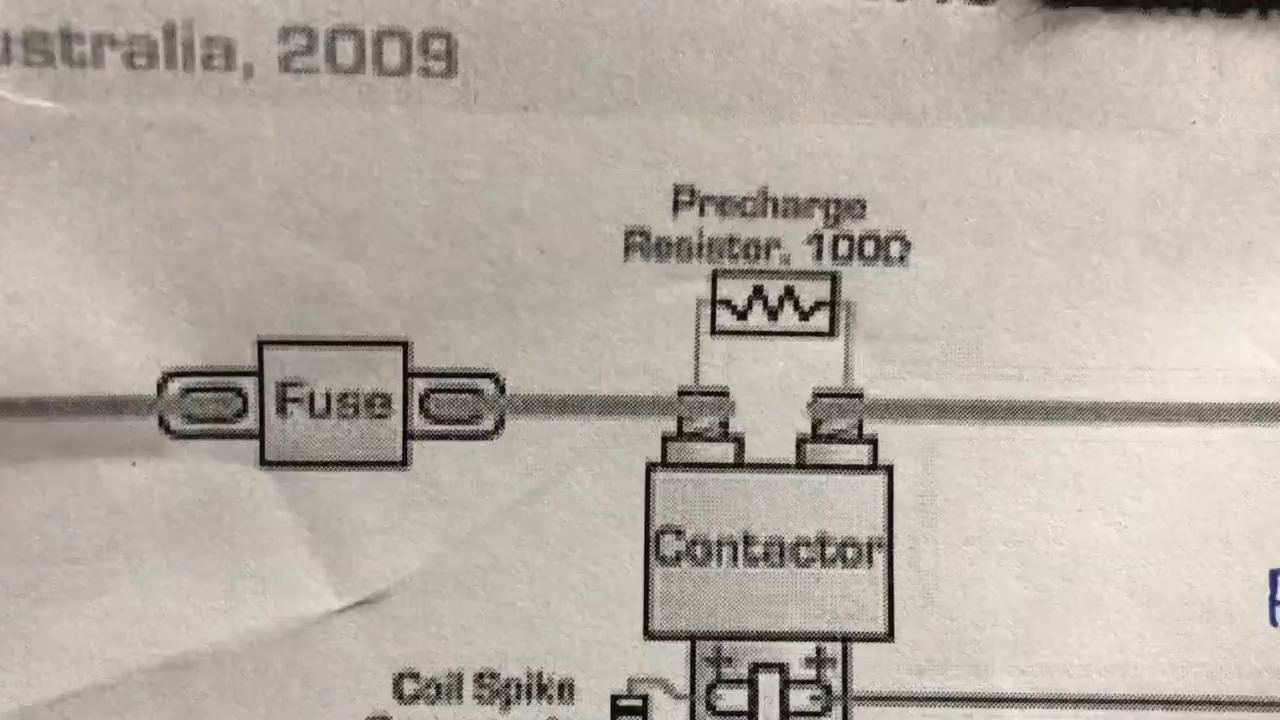 ustralia, 2009
Precharge
Resistor, 100Ω
Fuse
Contactor
+ +
Coil Spike